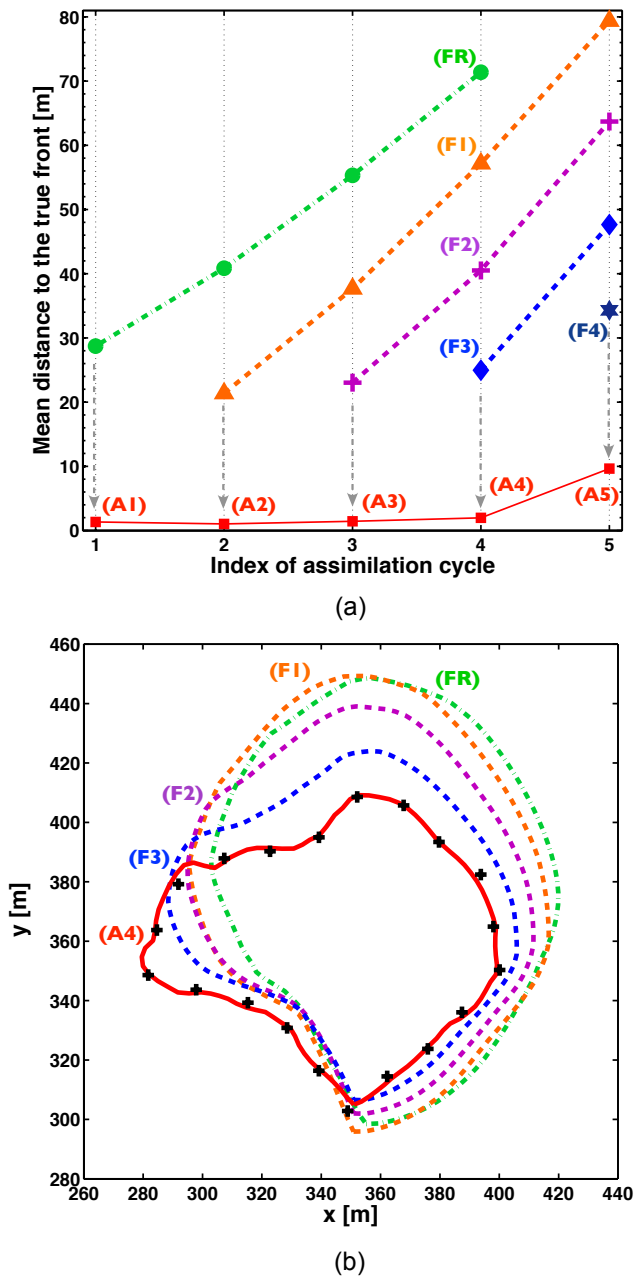 80
70
60
50
40
30
20
10
0
Mean distance to the true front [m]
(FR)
(F1)
(F2)
(F3)
(F4)
(A1)
(A2)
(A3)
(A4)
(A5)
1 2 3 4 5
Index of assimilation cycle
(a)
460
440
420
400
380
360
340
320
300
280
y [m]
(F1)
(FR)
(F2)
(F3)
(A4)
260 280 300 320 340 360 380 400 420 440
x [m]
(b)